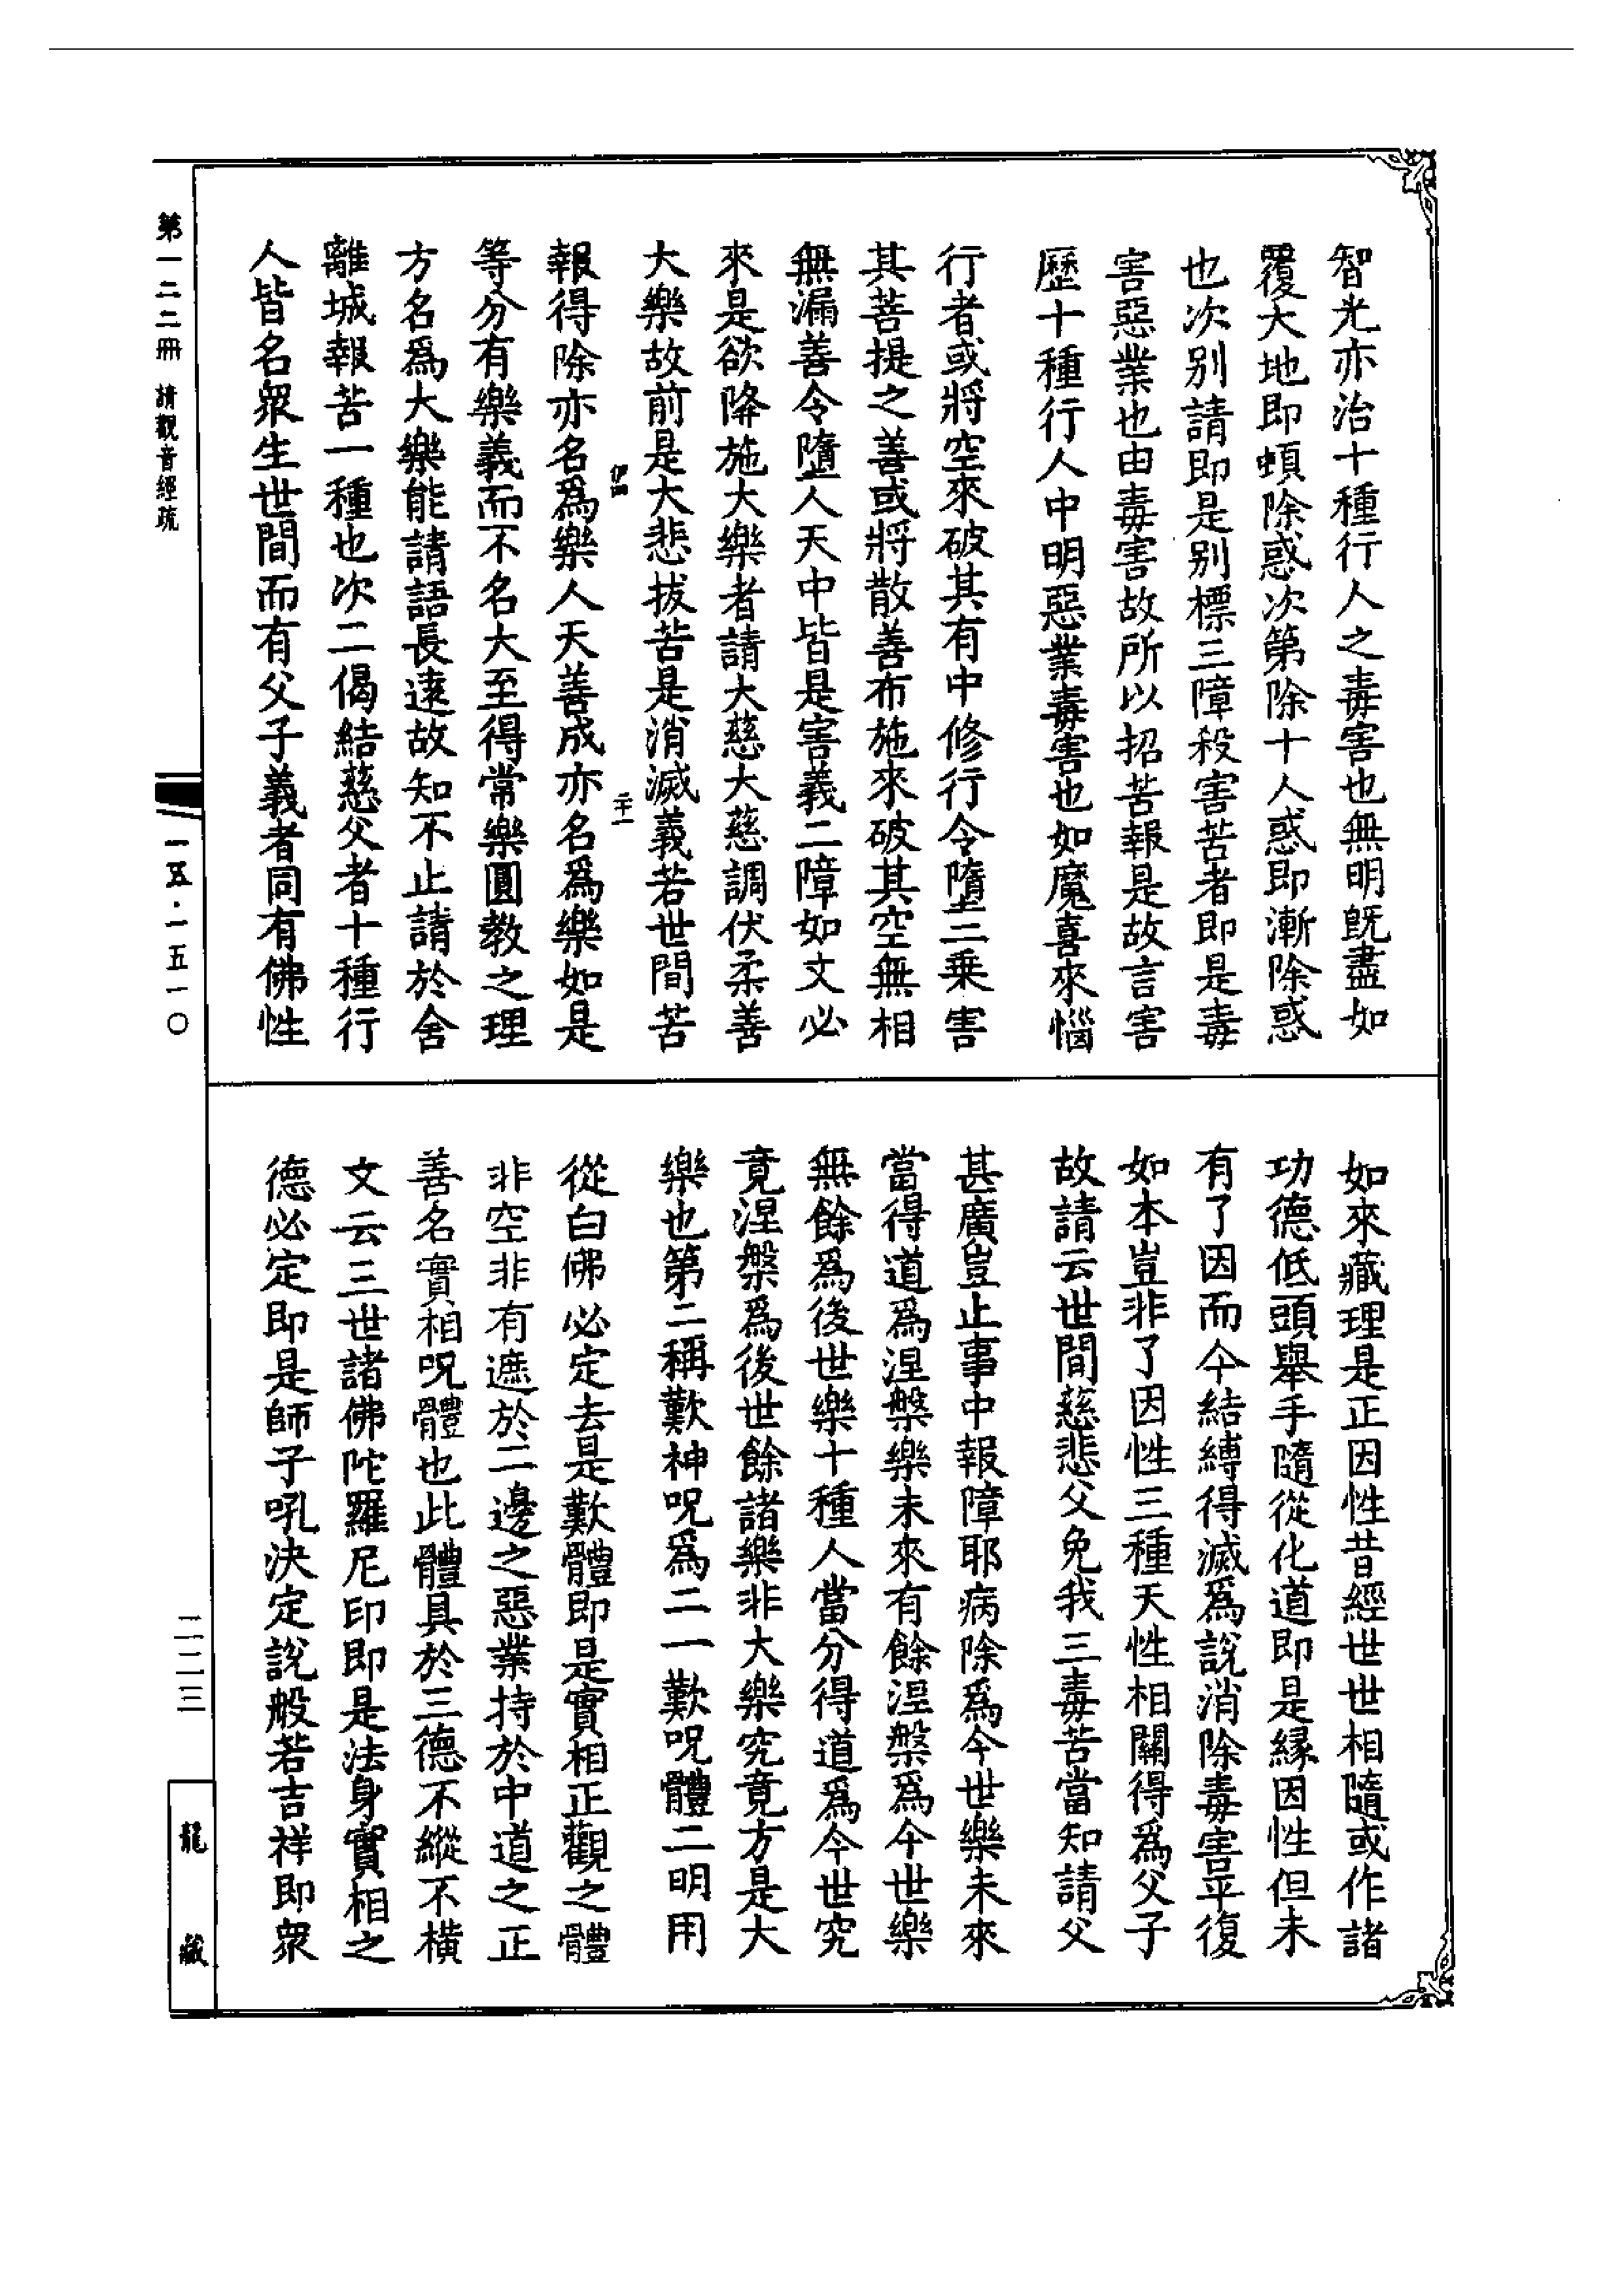 智光亦治十種行人之毒害也無明旣盡如
覆大地即頓除惑次第除十人惑即漸除惑
也次別請即是別標三障殺害苦者即是毒
害惡業也由毒害故所以招苦報是故言害
歷十種行人中明惡業毒害也如魔喜來惱
行者或將空來破其有中修行令墮二乘害
其菩提之善或將散善布施來破其空無相
無漏善令墮人天中皆是害義二障如文必
來是欲降施大樂者請大慈大慈調伏柔善
大樂故前是大悲拔苦是消滅義若世間苦
二十一
報得除亦名爲樂人天善成亦名爲樂如是
等分有樂義而不名大至得常樂圓教之理
方名爲大樂能請語長遠故知不止請於舍
離城報苦一種也次二偈結慈父者十種行
人皆名衆生世間而有父子義者同有佛性
如來藏理是正因性昔經世世相隨或作諸
功德低頭舉手隨從化道即是緣因性但未
有了因而今結縛得滅爲說消除毒害平復
如本豈非了因性三種天性相關得爲父子
故請云世間慈悲父免我三毒苦當知請父
甚廣豈止事中報障耶病除爲今世樂未來
當得道爲涅槃樂未來有餘涅槃爲今世樂
無餘爲後世樂十種人當分得道爲今世究
竟涅槃爲後世餘諸樂非大樂究竟方是大
樂也第二稱歎神呪爲二一歎呪體二明用
從白佛必定去是歎體即是實相正觀之體
非空非有遮於二邊之惡業持於中道之正
善名實相呪體也此體具於三德不縱不橫
文云三世諸佛陀羅尼印即是法身實相之
德必定即是師子吼決定說般若吉祥即衆
第一二二冊 請觀音經疏
一五·一五一〇
二二三
龍藏